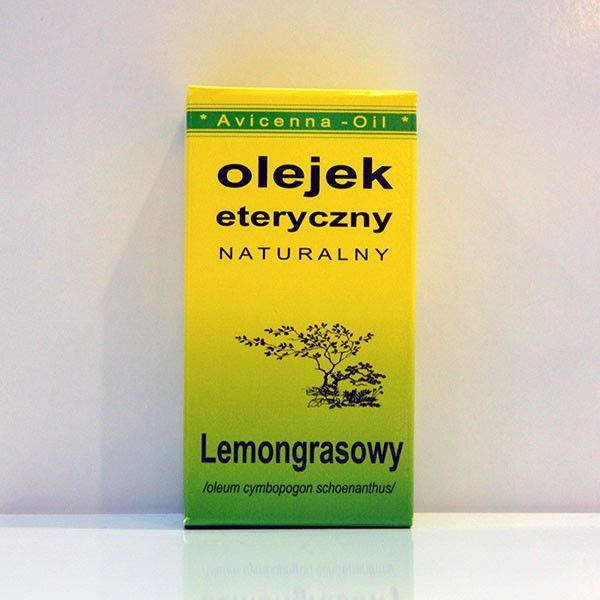 * Avicenna - Oil *
olejek
eteryczny
NATURALNY
Lemongrasowy
/oleum cymbopogon schoenanthus/